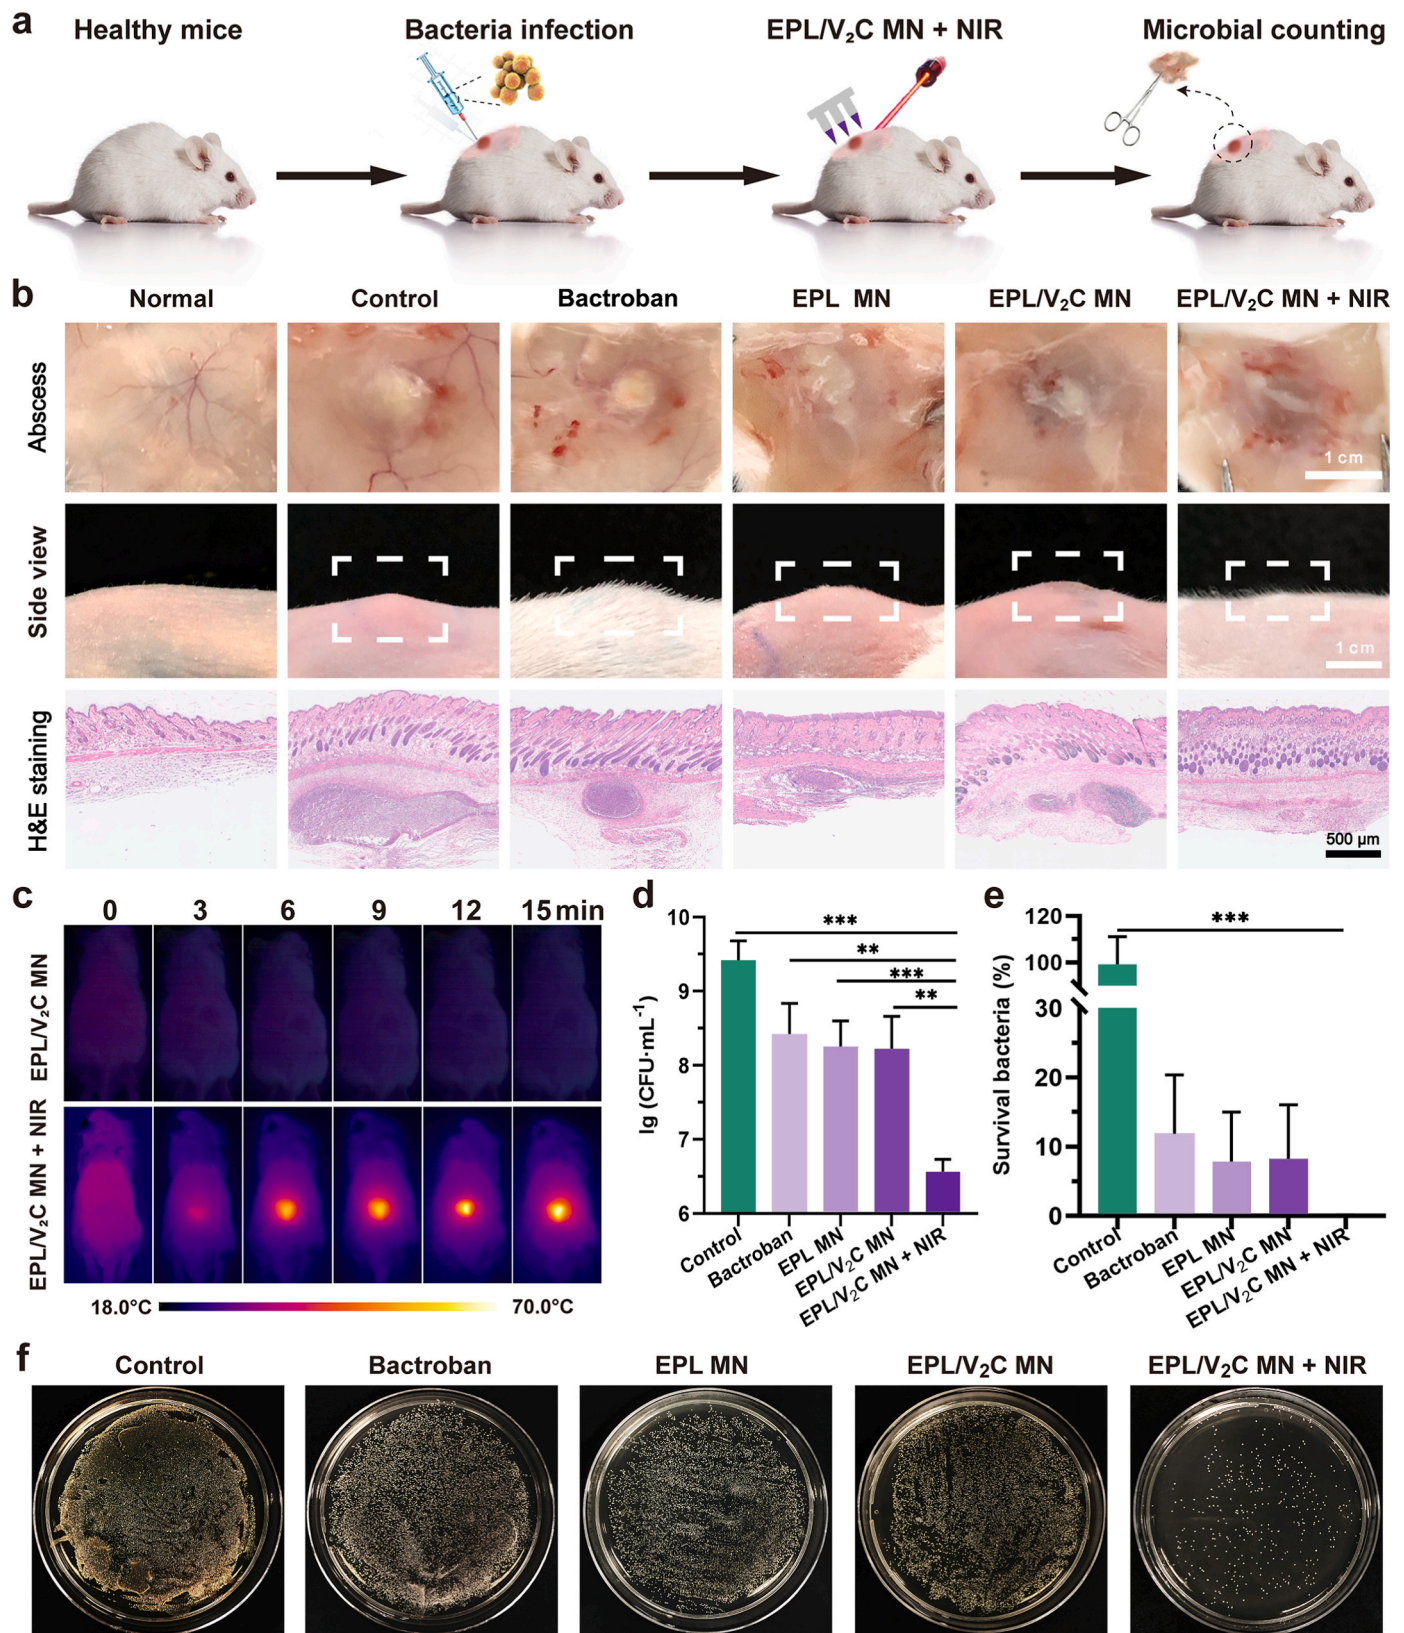 a
Healthy mice Bacteria infection EPL/V₂C MN + NIR Microbial counting
b
Normal Control Bactroban EPL MN EPL/V₂C MN EPL/V₂C MN + NIR
Abscess
1 cm
Side view
1 cm
H&E staining
500 μm
c
0 3 6 9 12 15 min
EPL/V₂C MN
EPL/V₂C MN + NIR
18.0°C 70.0°C
d
lg (CFU·mL⁻¹)
10
9
8
7
6
***
**
***
**
Control
Bactroban
EPL MN
EPL/V₂C MN
EPL/V₂C MN + NIR
e
Survival bacteria (%)
120
100
30
20
10
0
***
Control
Bactroban
EPL MN
EPL/V₂C MN
EPL/V₂C MN + NIR
f
Control Bactroban EPL MN EPL/V₂C MN EPL/V₂C MN + NIR